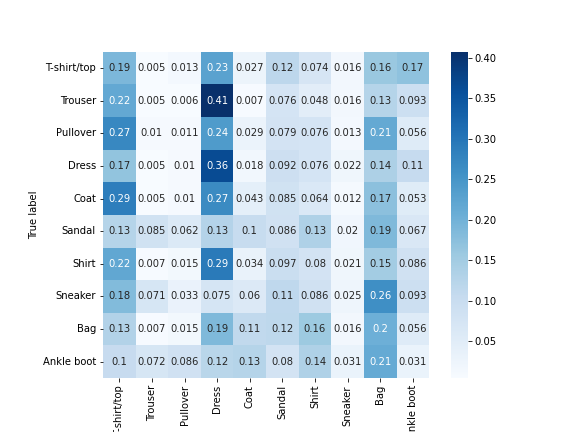 T-shirt/top 0.19 0.005 0.013 0.23 0.027 0.12 0.074 0.016 0.16 0.17
Trouser 0.22 0.005 0.006 0.41 0.007 0.076 0.048 0.016 0.13 0.093
Pullover 0.27 0.01 0.011 0.24 0.029 0.079 0.076 0.013 0.21 0.056
Dress 0.17 0.005 0.01 0.36 0.018 0.092 0.076 0.022 0.14 0.11
Coat 0.29 0.005 0.01 0.27 0.043 0.085 0.064 0.012 0.17 0.053
Sandal 0.13 0.085 0.062 0.13 0.1 0.086 0.13 0.02 0.19 0.067
Shirt 0.22 0.007 0.015 0.29 0.034 0.097 0.08 0.021 0.15 0.086
Sneaker 0.18 0.071 0.033 0.075 0.06 0.11 0.086 0.025 0.26 0.093
Bag 0.13 0.007 0.015 0.19 0.11 0.12 0.16 0.016 0.2 0.056
Ankle boot 0.1 0.072 0.086 0.12 0.13 0.08 0.14 0.031 0.21 0.031
True label
-shirt/top Trouser Pullover Dress Coat Sandal Shirt Sneaker Bag nkle boot
0.40
0.35
0.30
0.25
0.20
0.15
0.10
0.05